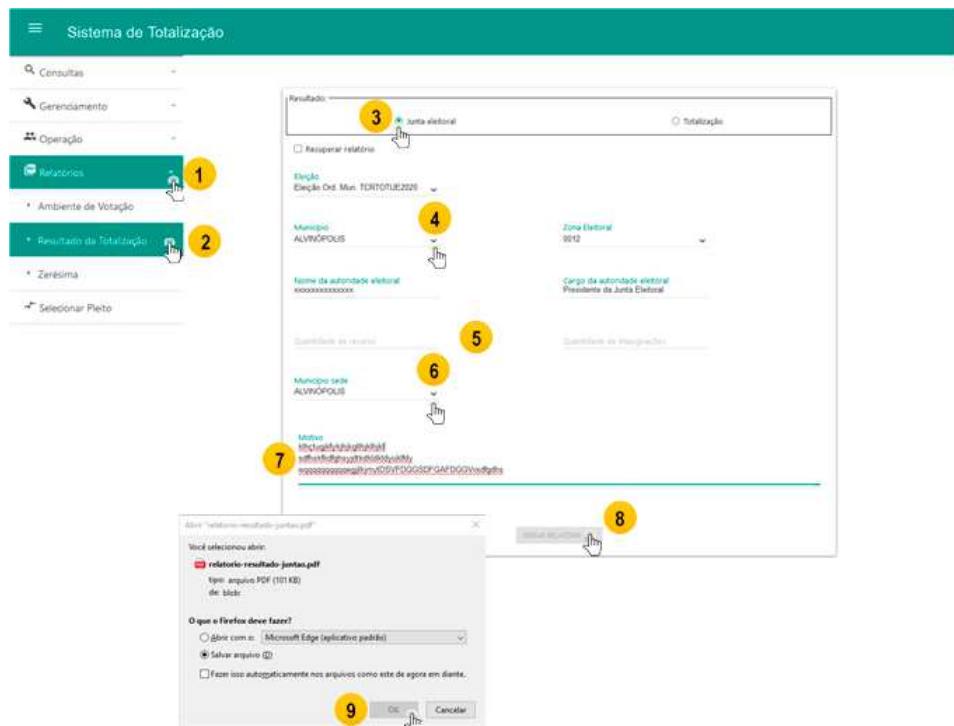 Sistema de Totalização
Consultas
Gerenciamento
Operação
Relatórios
1
Ambiente de Votação
Resultado da Totalização
2
Zerésima
Selecionar Pleito
Resultado:
3
Junta eleitoral
Totalização
Recuperar relatório
Eleição
Eleição Ord. Mun. TCRTOTUE2020
4
Município
Zona Eleitoral
ALVINÓPOLIS
0012
Nome da autoridade eleitoral
Cargo da autoridade eleitoral
xxxxxxxxxxxxxx
Presidente da Junta Eleitoral
Quantidade de recurso
5
Quantidade de impugnações
6
Município sede
ALVINÓPOLIS
Motivo
7
8
GERAR RELATÓRIO
Abrir "relatorio-resultado-juntas.pdf"
Você selecionou abrir:
relatorio-resultado-juntao.pdf
tipo: arquivo PDF (101 KB)
de: blob:
O que o Firefox deve fazer?
Abrir com o: Microsoft Edge (aplicativo padrão)
Salvar arquivo (D)
Fazer isso automaticamente nos arquivos como este de agora em diante.
9
OK
Cancelar